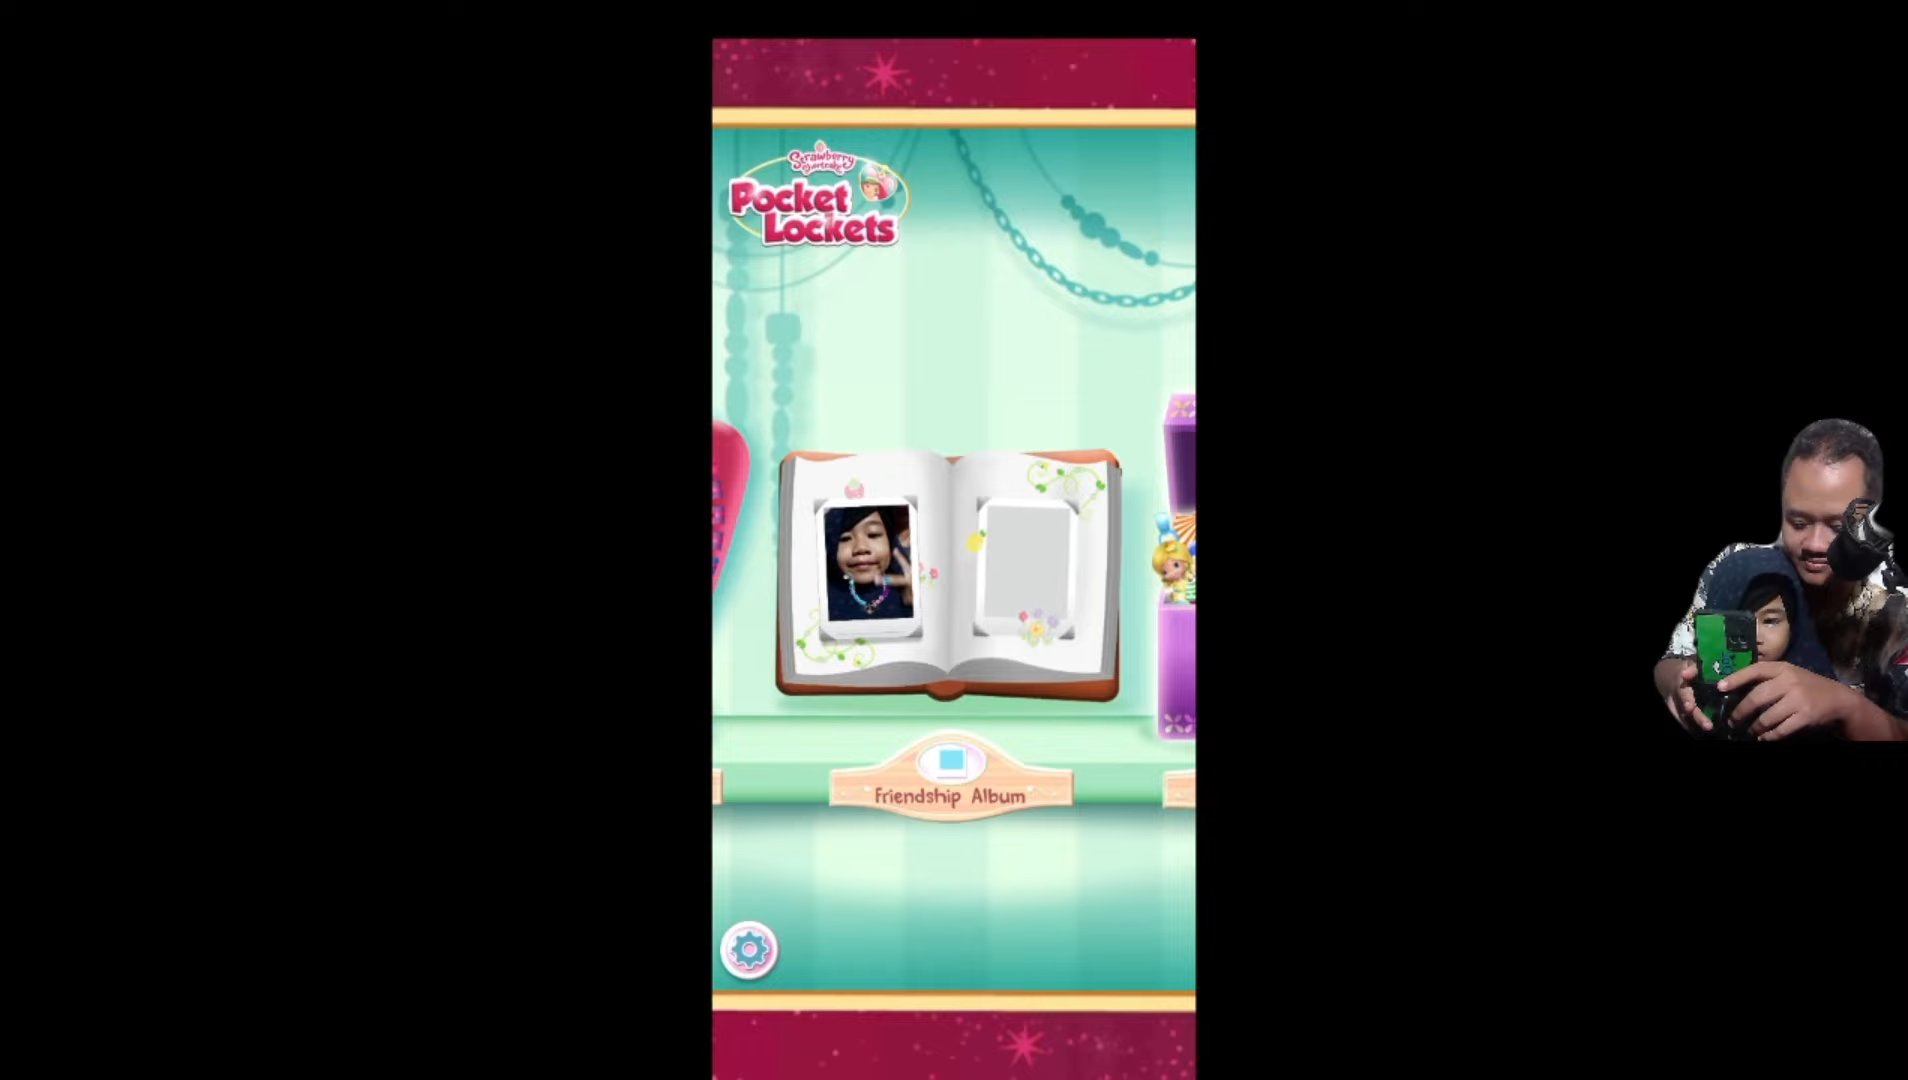 Strawberry
Shortcake
Pocket
Lockets
Friendship Album